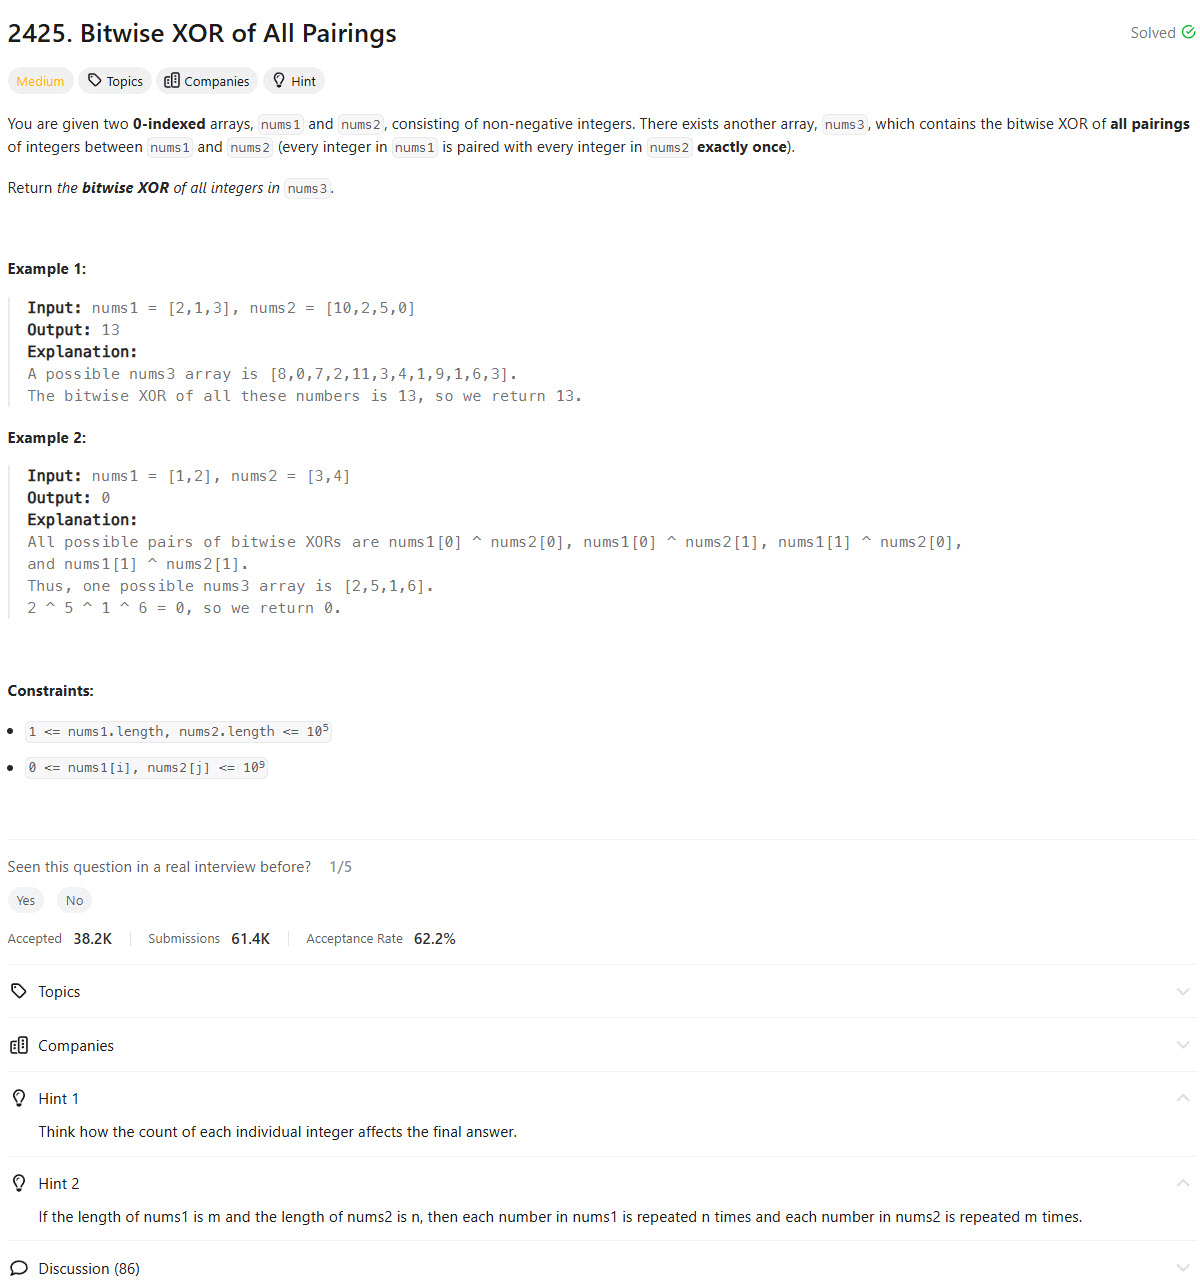 2425. Bitwise XOR of All Pairings
Solved
Medium Topics Companies Hint
You are given two 0-indexed arrays, nums1 and nums2, consisting of non-negative integers. There exists another array, nums3, which contains the bitwise XOR of all pairings
of integers between nums1 and nums2 (every integer in nums1 is paired with every integer in nums2 exactly once).
Return the bitwise XOR of all integers in nums3.
Example 1:
Input: nums1 = [2,1,3], nums2 = [10,2,5,0]
Output: 13
Explanation:
A possible nums3 array is [8,0,7,2,11,3,4,1,9,1,6,3].
The bitwise XOR of all these numbers is 13, so we return 13.
Example 2:
Input: nums1 = [1,2], nums2 = [3,4]
Output: 0
Explanation:
All possible pairs of bitwise XORs are nums1[0] ^ nums2[0], nums1[0] ^ nums2[1], nums1[1] ^ nums2[0],
and nums1[1] ^ nums2[1].
Thus, one possible nums3 array is [2,5,1,6].
2 ^ 5 ^ 1 ^ 6 = 0, so we return 0.
Constraints:
1 <= nums1.length, nums2.length <= 10⁵
0 <= nums1[i], nums2[j] <= 10⁹
Seen this question in a real interview before? 1/5
Yes No
Accepted 38.2K Submissions 61.4K Acceptance Rate 62.2%
Topics
Companies
Hint 1
Think how the count of each individual integer affects the final answer.
Hint 2
If the length of nums1 is m and the length of nums2 is n, then each number in nums1 is repeated n times and each number in nums2 is repeated m times.
Discussion (86)